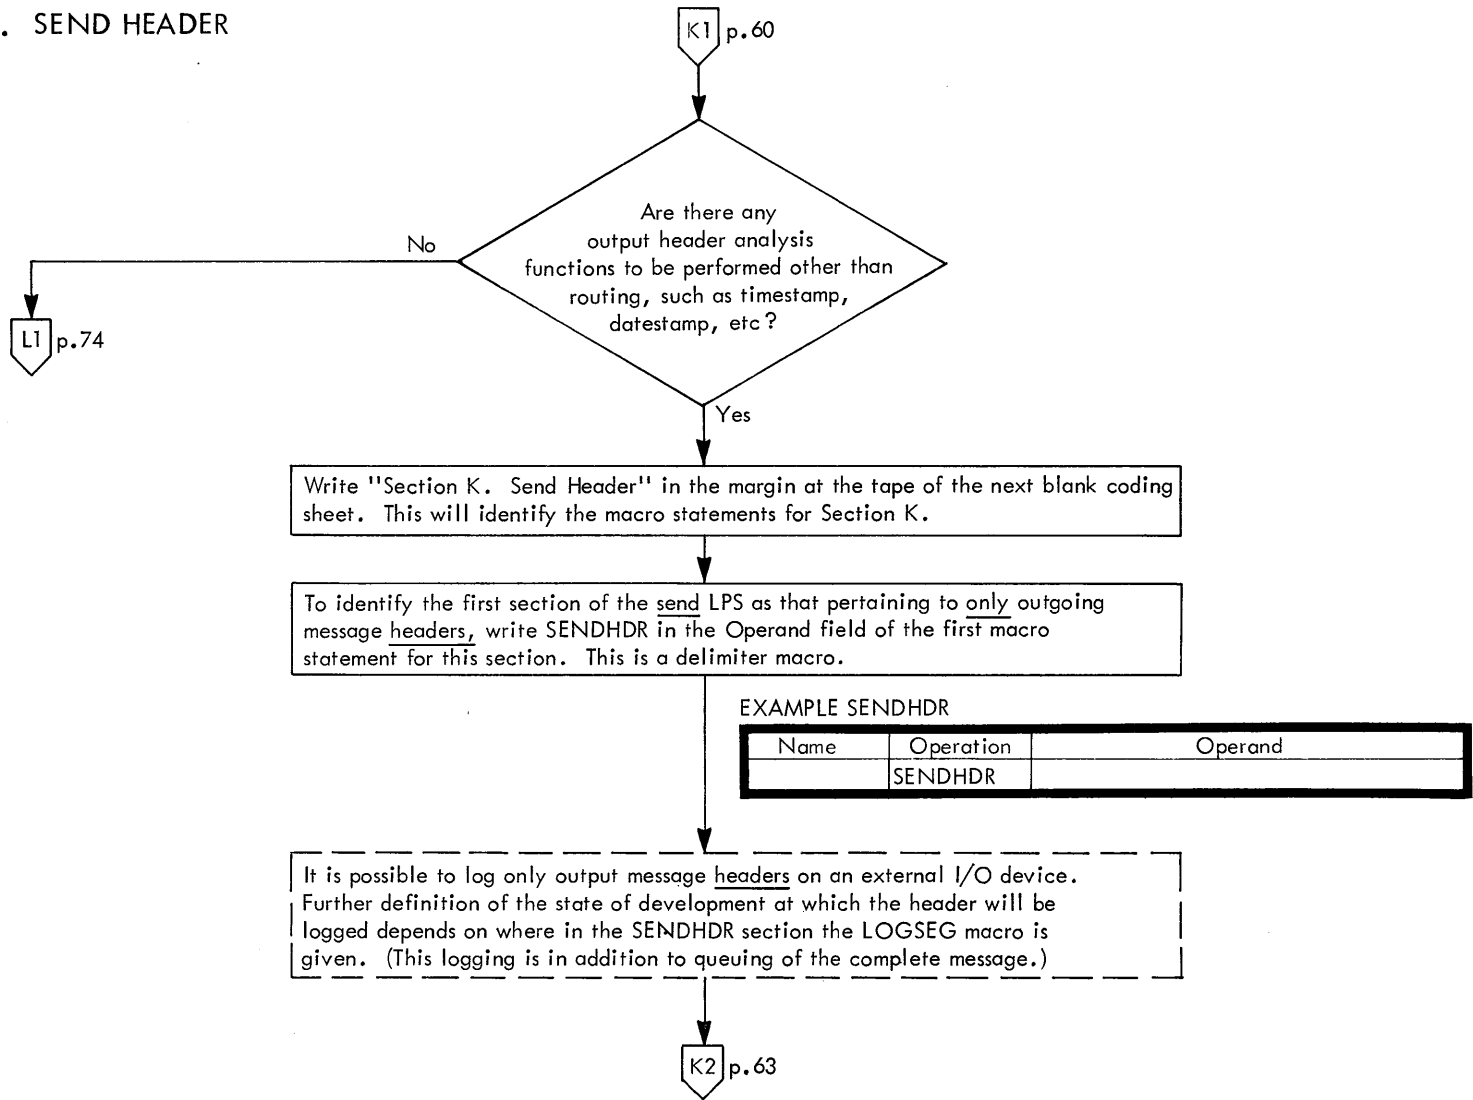 . SEND HEADER
K1 p.60
Are there any
output header analysis
functions to be performed other than
routing, such as timestamp,
datestamp, etc?
No
L1 p.74
Yes
Write "Section K. Send Header" in the margin at the tape of the next blank coding
sheet. This will identify the macro statements for Section K.
To identify the first section of the send LPS as that pertaining to only outgoing
message headers, write SENDHDR in the Operand field of the first macro
statement for this section. This is a delimiter macro.
EXAMPLE SENDHDR
Name Operation Operand
SENDHDR
It is possible to log only output message headers on an external I/O device.
Further definition of the state of development at which the header will be
logged depends on where in the SENDHDR section the LOGSEG macro is
given. (This logging is in addition to queuing of the complete message.)
K2 p.63